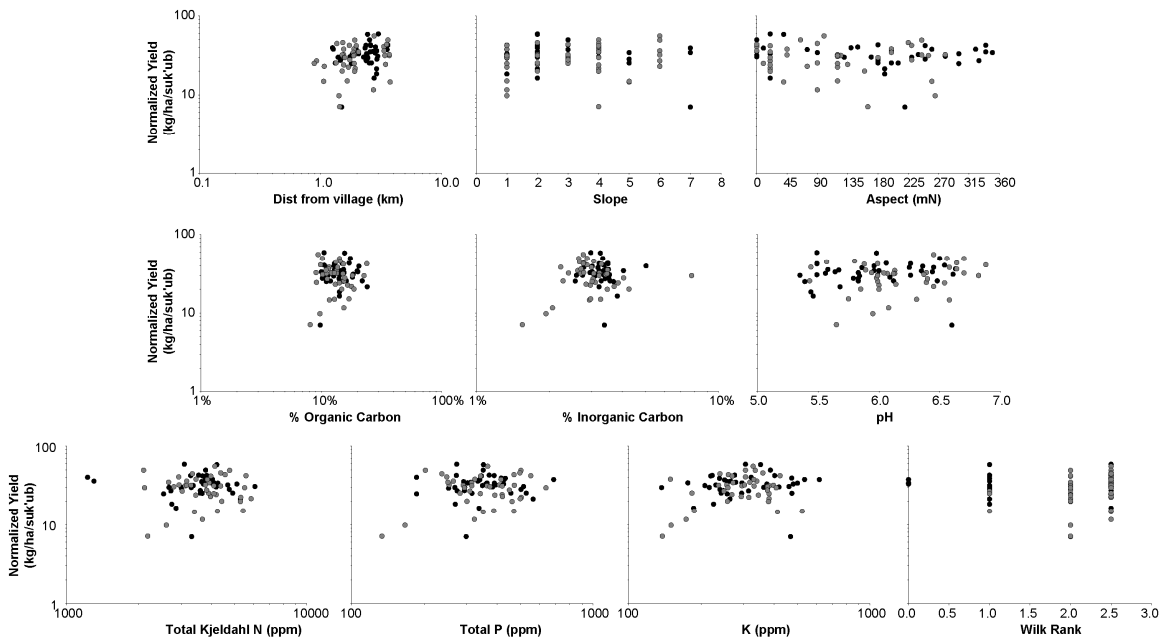 100
10
1
Normalized Yield
(kg/ha/suk'ub)
0.1 1.0 10.0
Dist from village (km)
0 1 2 3 4 5 6 7 8
Slope
0 45 90 135 180 225 270 315 360
Aspect (mN)
100
10
1
Normalized Yield
(kg/ha/suk'ub)
1% 10% 100%
% Organic Carbon
1% 10%
% Inorganic Carbon
5.0 5.5 6.0 6.5 7.0
pH
100
10
1
Normalized Yield
(kg/ha/suk'ub)
1000 10000
Total Kjeldahl N (ppm)
100 1000
Total P (ppm)
100 1000
K (ppm)
0.0 0.5 1.0 1.5 2.0 2.5 3.0
Wilk Rank